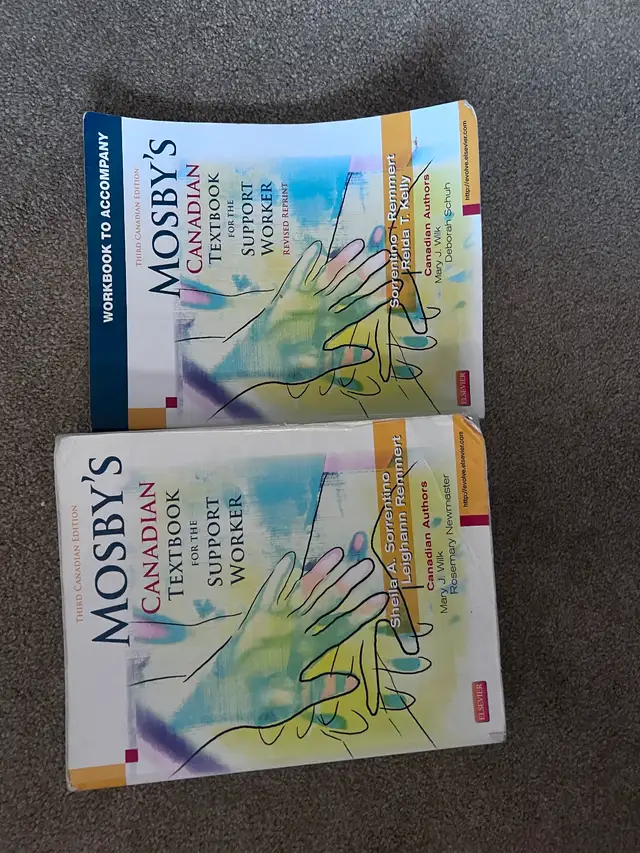 WORKBOOK TO ACCOMPANY
THIRD CANADIAN EDITION
MOSBY'S
CANADIAN
TEXTBOOK
FOR THE
SUPPORT
WORKER
REVISED REPRINT
Sorrentino | Remmert
Relda T. Kelly
Canadian Authors
Mary J. Wilk
Deborah Schuh
http://evolve.elsevier.com
ELSEVIER
THIRD CANADIAN EDITION
MOSBY'S
CANADIAN
TEXTBOOK
FOR THE
SUPPORT
WORKER
Sheila A. Sorrentino
Leighann Remmert
Canadian Authors
Mary J. Wilk
Rosemary Newmaster
http://evolve.elsevier.com
ELSEVIER